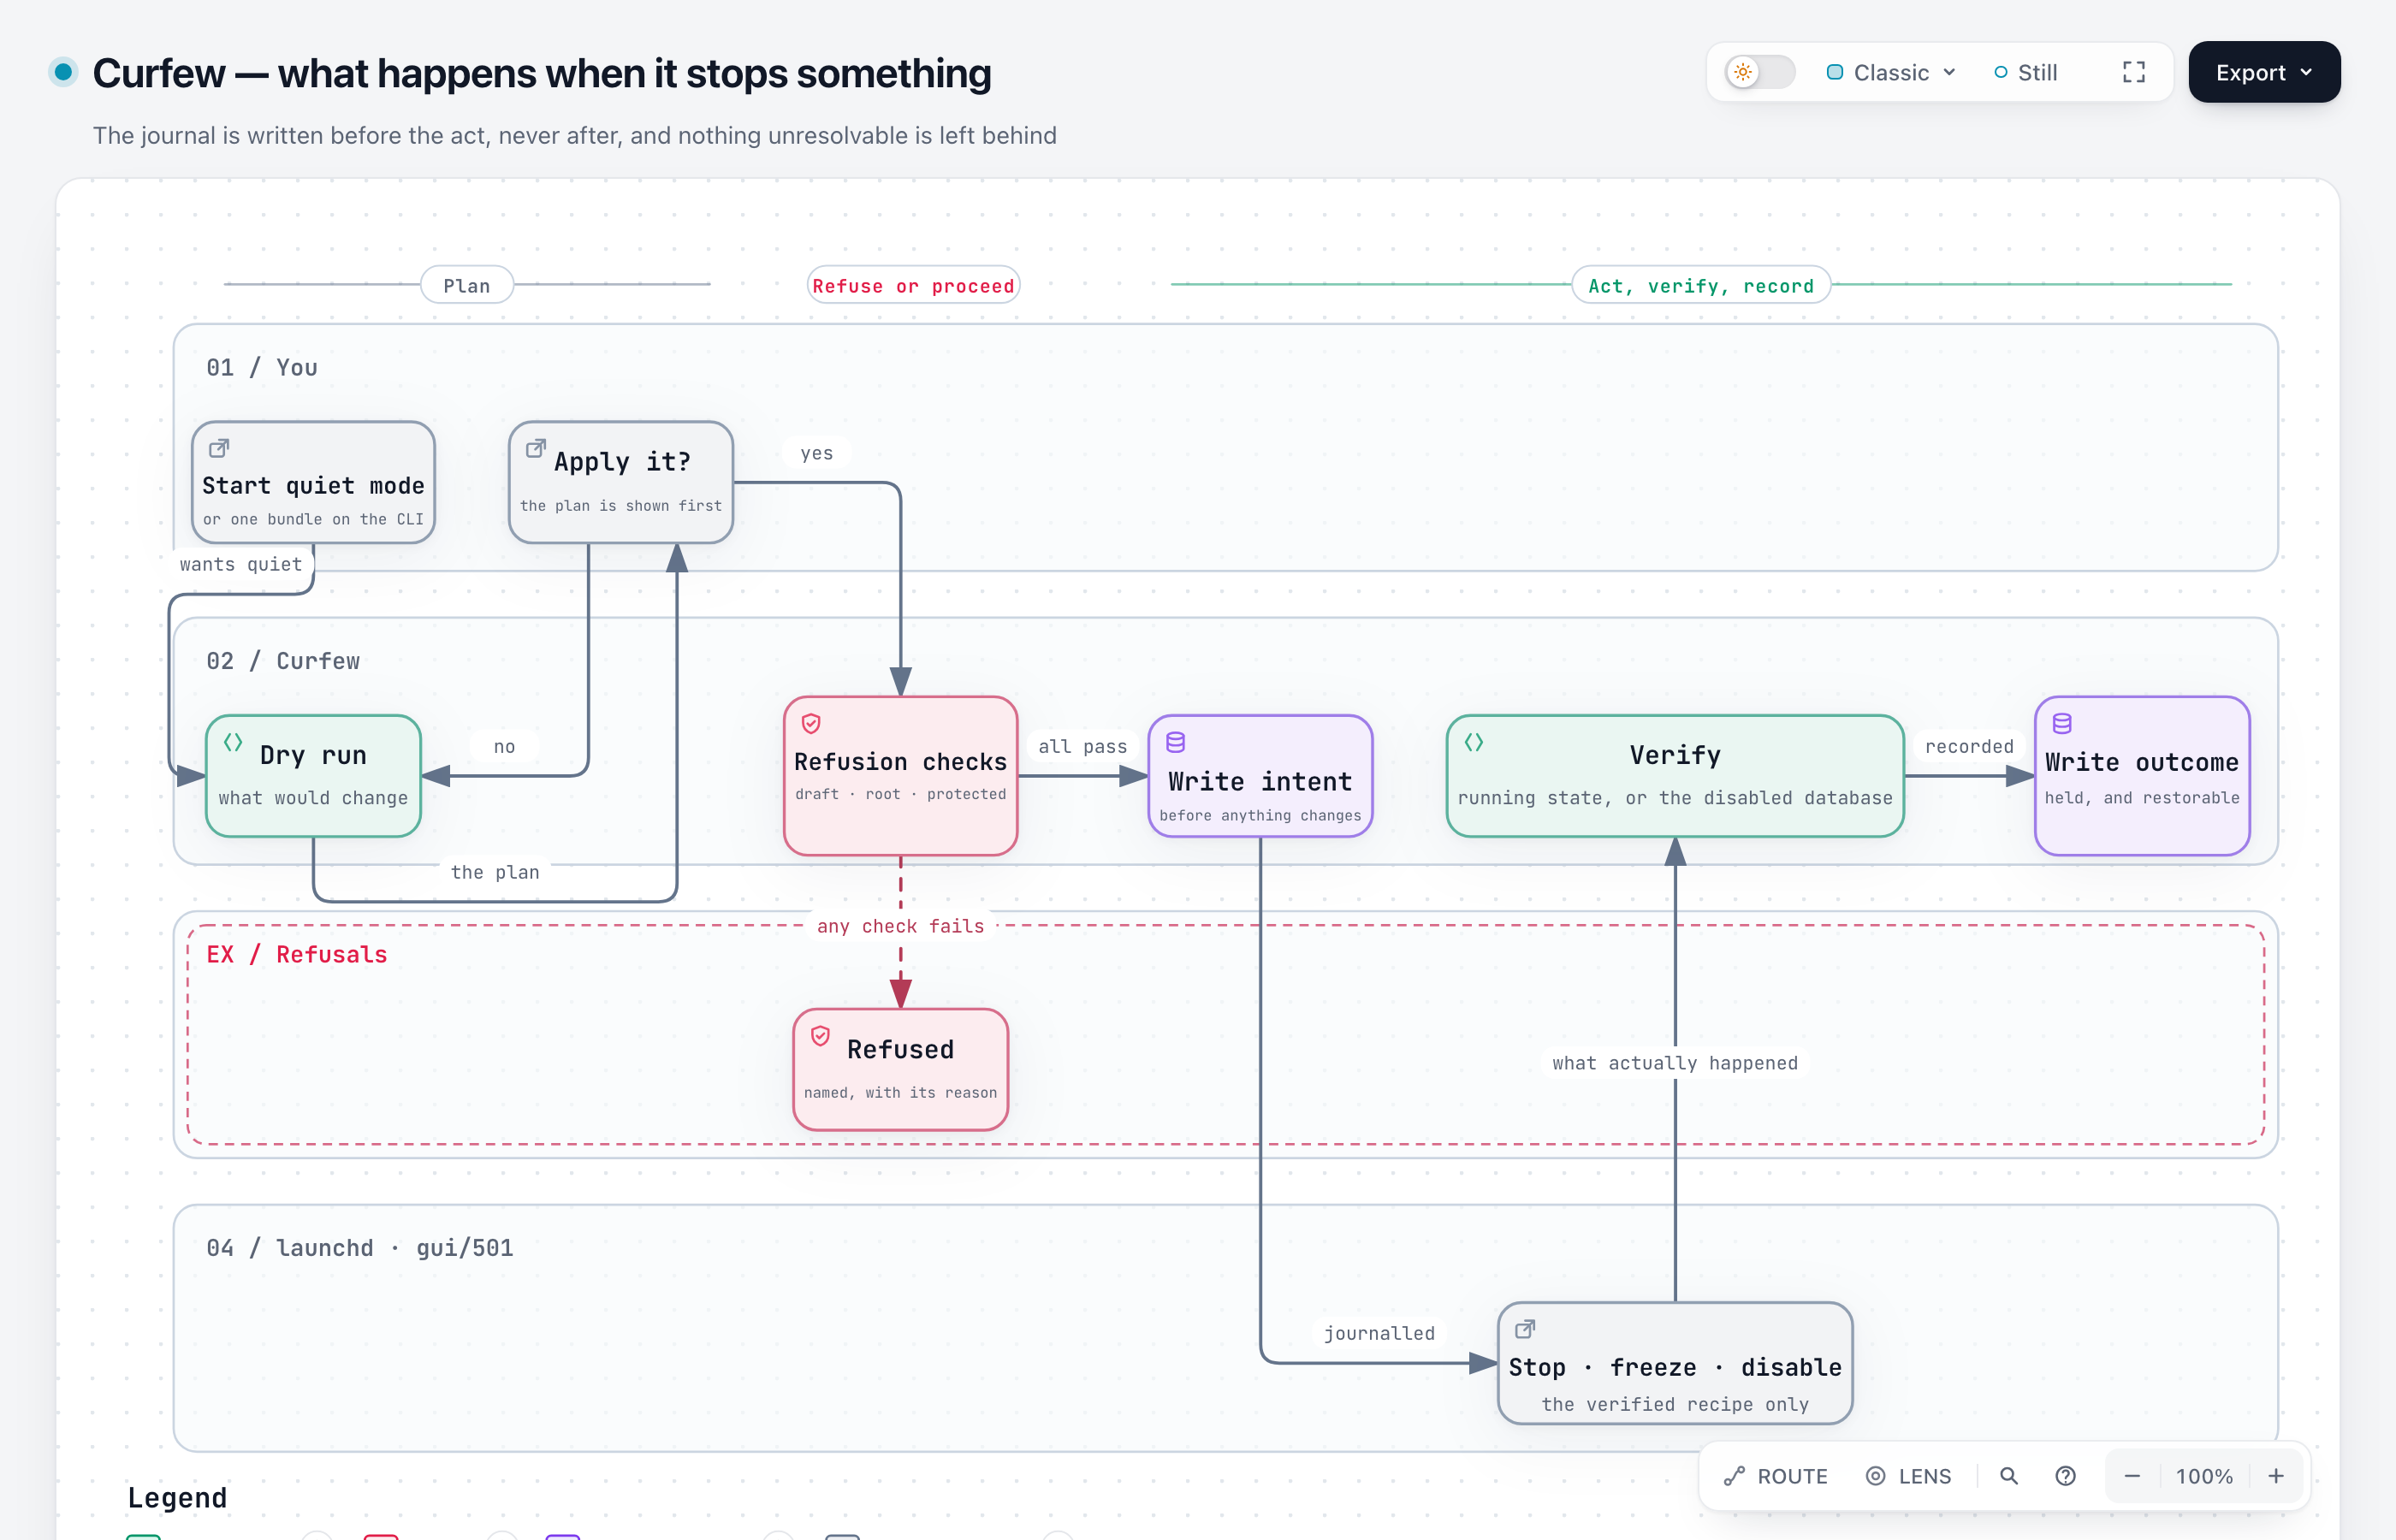 Curfew — what happens when it stops something
Classic
Still
Export
The journal is written before the act, never after, and nothing unresolvable is left behind
Plan
Refuse or proceed
Act, verify, record
01 / You
Start quiet mode
or one bundle on the CLI
Apply it?
the plan is shown first
yes
wants quiet
02 / Curfew
Dry run
what would change
no
Refusion checks
draft · root · protected
all pass
Write intent
before anything changes
Verify
running state, or the disabled database
recorded
Write outcome
held, and restorable
the plan
any check fails
EX / Refusals
Refused
named, with its reason
what actually happened
04 / launchd · gui/501
journalled
Stop · freeze · disable
the verified recipe only
ROUTE
LENS
100%
Legend